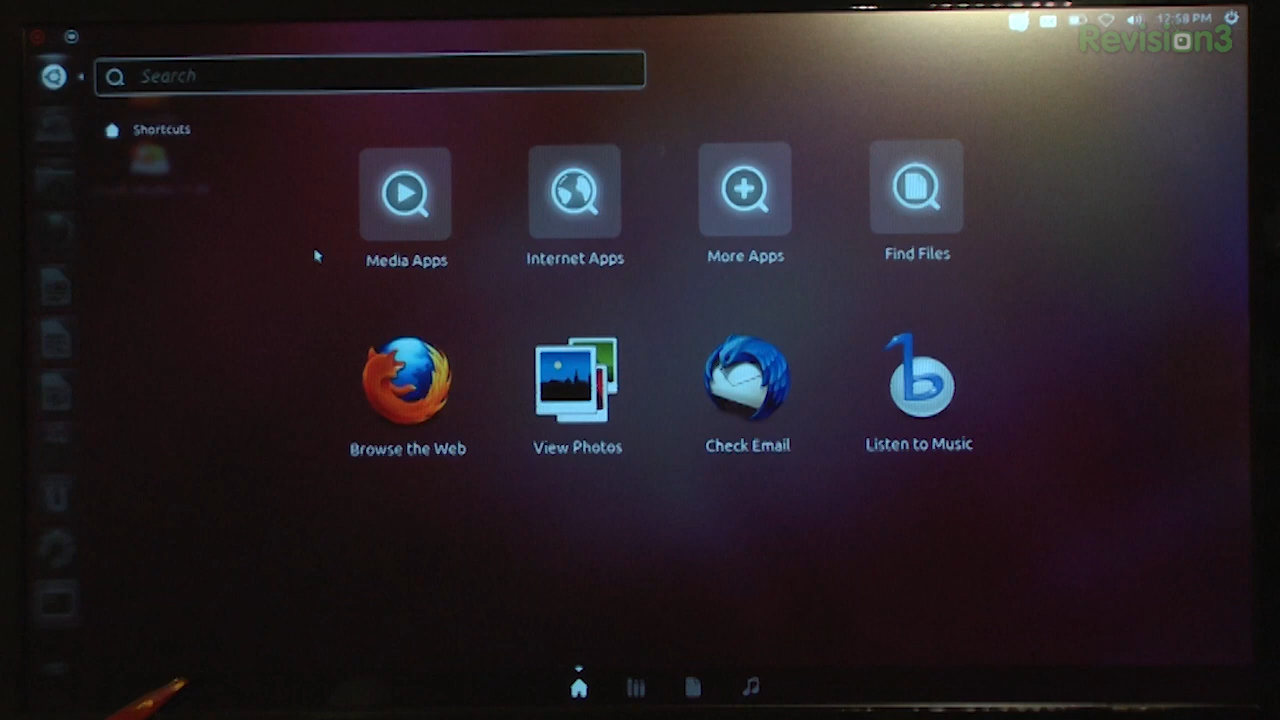 12:58 PM
Revision3
Search
Shortcuts
Media Apps
Internet Apps
More Apps
Find Files
Browse the Web
View Photos
Check Email
Listen to Music